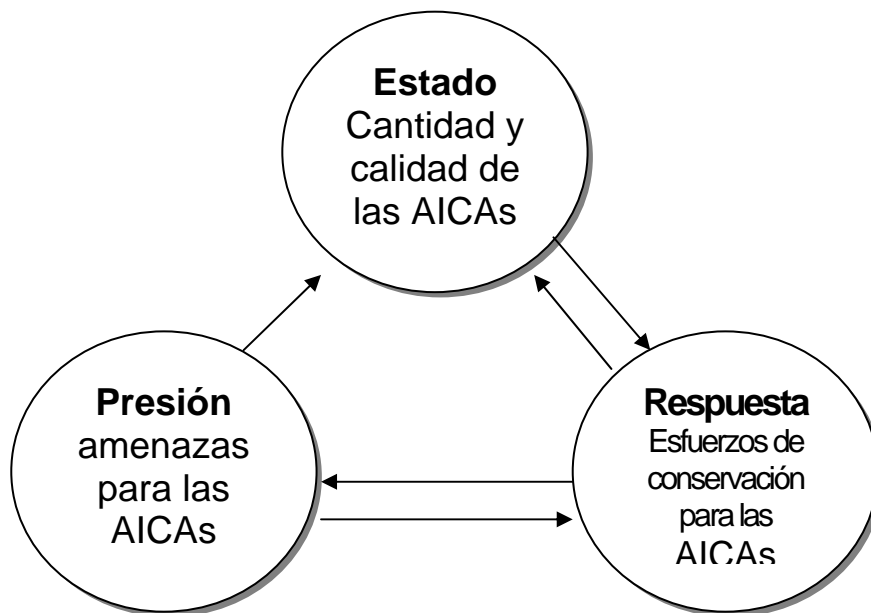 Estado
Cantidad y
calidad de
las AICAs
Presión
amenazas
para las
AICAs
Respuesta
Esfuerzos de
conservación
para las
AICAs